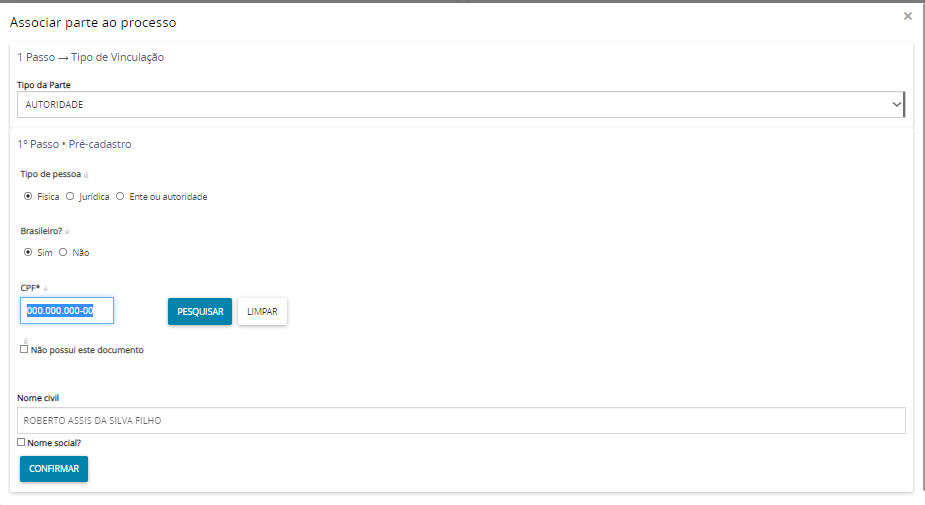 Associar parte ao processo
×
1 Passo → Tipo de Vinculação
Tipo da Parte
AUTORIDADE
1º Passo • Pré-cadastro
Tipo de pessoa
Física Jurídica Ente ou autoridade
Brasileiro?
Sim Não
CPF*
000.000.000-00 PESQUISAR LIMPAR
Não possui este documento
Nome civil
ROBERTO ASSIS DA SILVA FILHO
Nome social?
CONFIRMAR